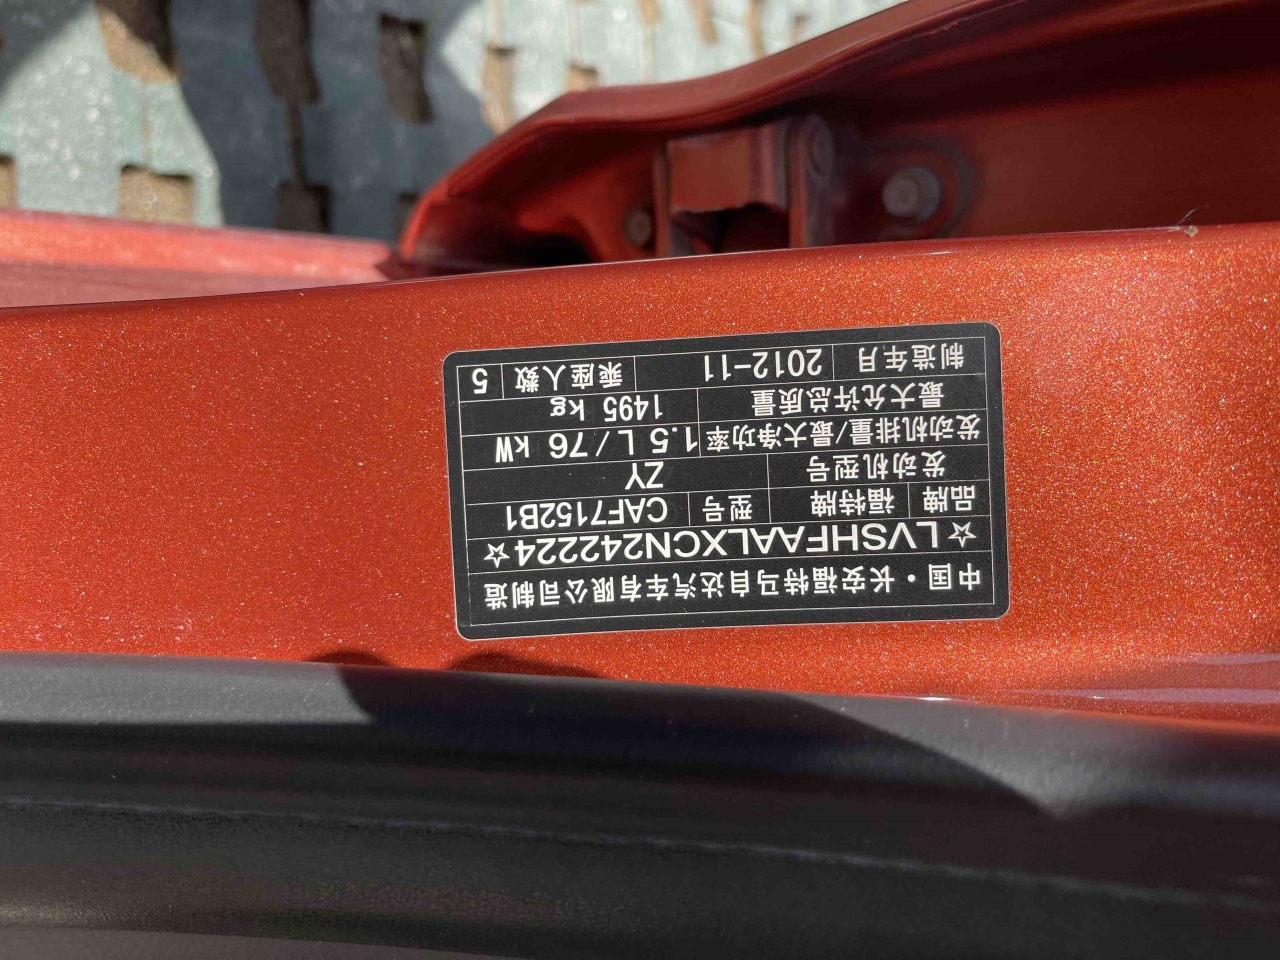 中国·长安福特马自达汽车有限公司制造
☆LVSHFAALXCN242224☆
品牌 福特牌 型号 CAF7152B1
发动机型号 ZY
发动机排量/最大净功率 1.5 L/76 kW
最大允许总质量 1495 kg
制造年月 2012-11 乘座人数 5